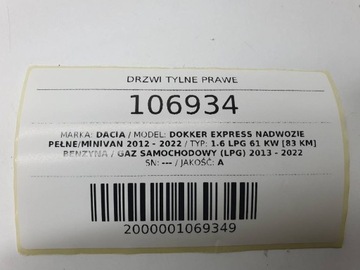 DRZWI TYLNE PRAWE
106934
MARKA: DACIA / MODEL: DOKKER EXPRESS NADWOZIE
PEŁNE/MINIVAN 2012 - 2022 / TYP: 1.6 LPG 61 KW [83 KM]
BENZYNA / GAZ SAMOCHODOWY (LPG) 2013 - 2022
SN: --- / JAKOŚĆ: A
2000001069349